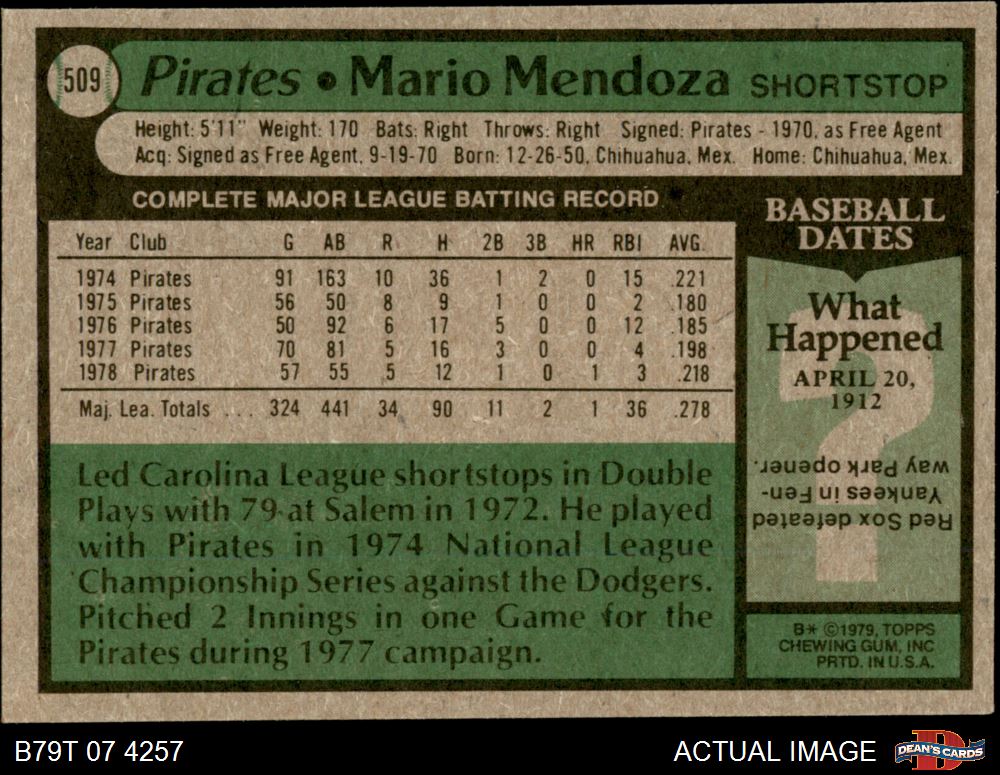 509
Pirates • Mario Mendoza SHORTSTOP
Height: 5'11" Weight: 170 Bats: Right Throws: Right Signed: Pirates - 1970, as Free Agent
Acq: Signed as Free Agent, 9-19-70 Born: 12-26-50, Chihuahua, Mex. Home: Chihuahua, Mex.
COMPLETE MAJOR LEAGUE BATTING RECORD
Year Club G AB R H 2B 3B HR RBI AVG.
1974 Pirates 91 163 10 36 1 2 0 15 .221
1975 Pirates 56 50 8 9 1 0 0 2 .180
1976 Pirates 50 92 6 17 5 0 0 12 .185
1977 Pirates 70 81 5 16 3 0 0 4 .198
1978 Pirates 57 55 5 12 1 0 1 3 .218
Maj. Lea. Totals ... 324 441 34 90 11 2 1 36 .278
Led Carolina League shortstops in Double
Plays with 79 at Salem in 1972. He played
with Pirates in 1974 National League
Championship Series against the Dodgers.
Pitched 2 Innings in one Game for the
Pirates during 1977 campaign.
BASEBALL
DATES
What
Happened
APRIL 20,
1912
?
Red Sox defeated
Yankees in Fen-
way Park opener.
B* ©1979, TOPPS
CHEWING GUM, INC
PRTD. IN U.S.A.
B79T 07 4257
ACTUAL IMAGE
D
DEAN'S CARDS